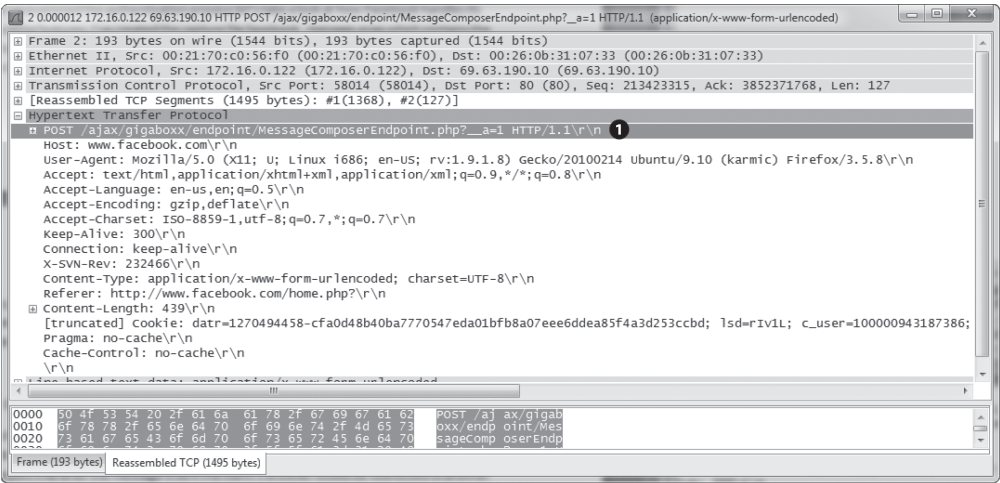 2 0.000012 172.16.0.122 69.63.190.10 HTTP POST /ajax/gigaboxx/endpoint/MessageComposerEndpoint.php?__a=1 HTTP/1.1 (application/x-www-form-urlencoded)
Frame 2: 193 bytes on wire (1544 bits), 193 bytes captured (1544 bits)
Ethernet II, Src: 00:21:70:c0:56:f0 (00:21:70:c0:56:f0), Dst: 00:26:0b:31:07:33 (00:26:0b:31:07:33)
Internet Protocol, Src: 172.16.0.122 (172.16.0.122), Dst: 69.63.190.10 (69.63.190.10)
Transmission Control Protocol, Src Port: 58014 (58014), Dst Port: 80 (80), Seq: 213423315, Ack: 3852371768, Len: 127
[Reassembled TCP Segments (1495 bytes): #1(1368), #2(127)]
Hypertext Transfer Protocol
POST /ajax/gigaboxx/endpoint/MessageComposerEndpoint.php?__a=1 HTTP/1.1\r\n 1
Host: www.facebook.com\r\n
User-Agent: Mozilla/5.0 (X11; U; Linux i686; en-US; rv:1.9.1.8) Gecko/20100214 Ubuntu/9.10 (karmic) Firefox/3.5.8\r\n
Accept: text/html,application/xhtml+xml,application/xml;q=0.9,*/*;q=0.8\r\n
Accept-Language: en-us,en;q=0.5\r\n
Accept-Encoding: gzip,deflate\r\n
Accept-Charset: ISO-8859-1,utf-8;q=0.7,*;q=0.7\r\n
Keep-Alive: 300\r\n
Connection: keep-alive\r\n
X-SVN-Rev: 232466\r\n
Content-Type: application/x-www-form-urlencoded; charset=UTF-8\r\n
Referer: http://www.facebook.com/home.php?\r\n
Content-Length: 439\r\n
[truncated] Cookie: datr=1270494458-cfa0d48b40ba7770547eda01bfb8a07eee6ddea85f4a3d253ccbd; lsd=rIv1L; c_user=100000943187386;
Pragma: no-cache\r\n
Cache-Control: no-cache\r\n
\r\n
Line-based text data: application/x-www-form-urlencoded
0000 50 4f 53 54 20 2f 61 6a 61 78 2f 67 69 67 61 62 POST /aj ax/gigab
0010 6f 78 78 2f 65 6e 64 70 6f 69 6e 74 2f 4d 65 73 oxx/endp oint/Mes
0020 73 61 67 65 43 6f 6d 70 6f 73 65 72 45 6e 64 70 sageComp oserEndp
Frame (193 bytes) Reassembled TCP (1495 bytes)